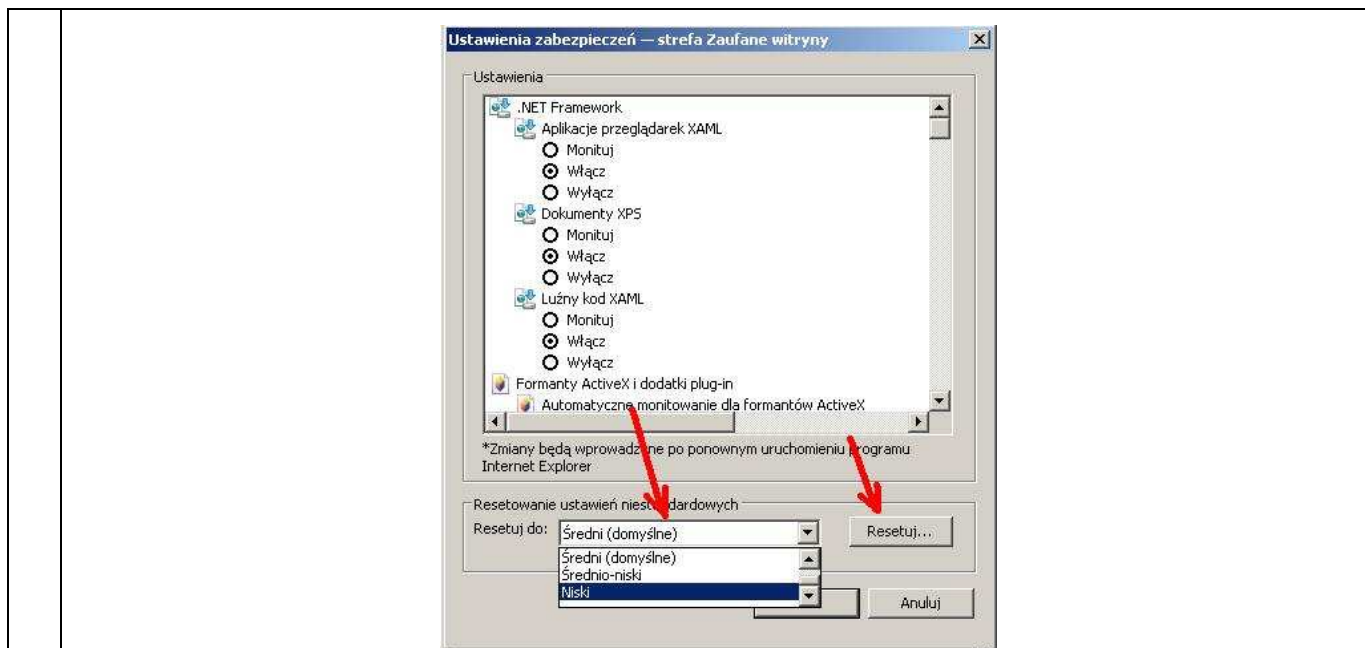 Ustawienia zabezpieczeń — strefa Zaufane witryny
Ustawienia
.NET Framework
Aplikacje przeglądarek XAML
Monituj
Włącz
Wyłącz
Dokumenty XPS
Monituj
Włącz
Wyłącz
Luźny kod XAML
Monituj
Włącz
Wyłącz
Formanty ActiveX i dodatki plug-in
Automatyczne monitowanie dla formantów ActiveX
*Zmiany będą wprowadzane po ponownym uruchomieniu programu
Internet Explorer
Resetowanie ustawień niestandardowych
Resetuj do: Średni (domyślne) Resetuj...
Średni (domyślne)
Średnio-niski
Niski
Anuluj